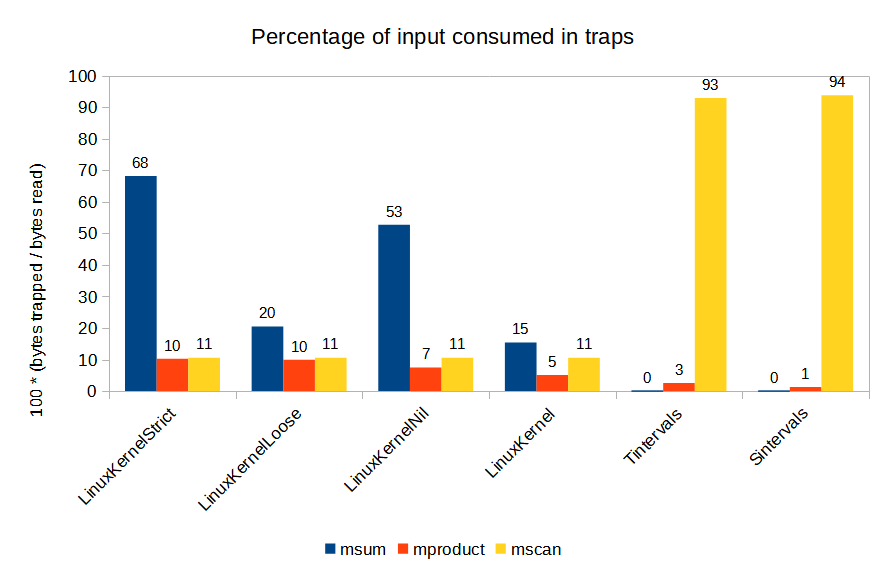 Percentage of input consumed in traps
100 * (bytes trapped / bytes read)
100
90
80
70
60
50
40
30
20
10
0
68 10 11
20 10 11
53 7 11
15 5 11
0 3 93
0 1 94
LinuxKernelStrict
LinuxKernelLoose
LinuxKernelNil
LinuxKernel
Tintervals
Sintervals
msum mproduct mscan